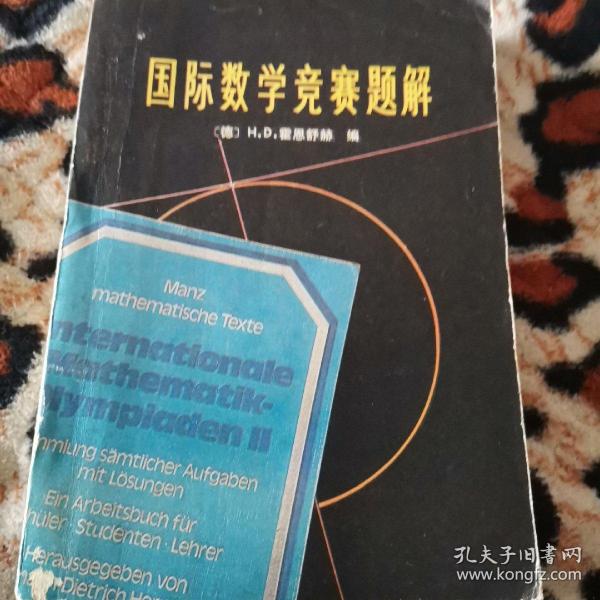 国际数学竞赛题解
〔德〕 H.D.霍恩舒赫 编
Manz
mathematische Texte
nternationale
Mathematik-
lympiaden II
mmlung sämtlicher Aufgaben
mit Lösungen
Ein Arbeitsbuch für
hüler · Studenten · Lehrer
Herausgegeben von
-Dietrich Hor
孔夫子旧书网
www.kongfz.com